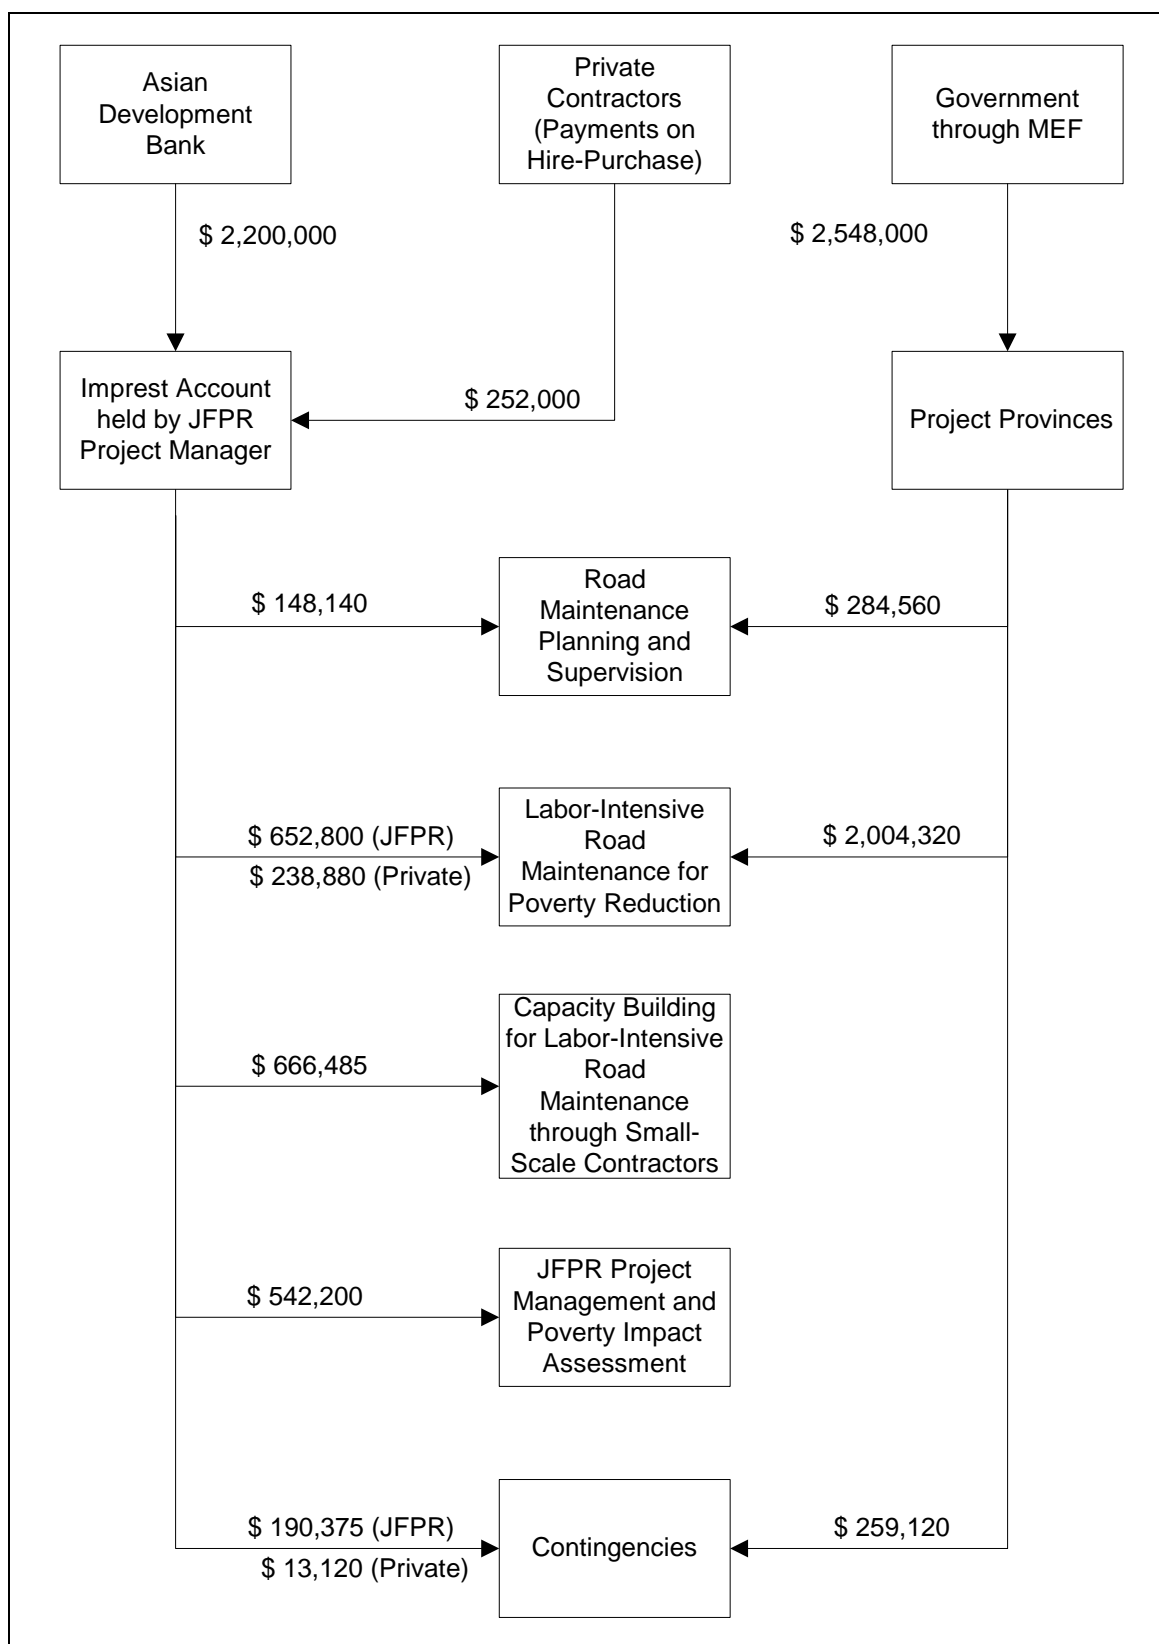 Asian
Development
Bank
Private
Contractors
(Payments on
Hire-Purchase)
Government
through MEF
$ 2,200,000
$ 2,548,000
Imprest Account
held by JFPR
Project Manager
$ 252,000
Project Provinces
$ 148,140
Road
Maintenance
Planning and
Supervision
$ 284,560
$ 652,800 (JFPR)
$ 238,880 (Private)
Labor-Intensive
Road
Maintenance for
Poverty Reduction
$ 2,004,320
$ 666,485
Capacity Building
for Labor-Intensive
Road
Maintenance
through Small-
Scale Contractors
$ 542,200
JFPR Project
Management and
Poverty Impact
Assessment
$ 190,375 (JFPR)
$ 13,120 (Private)
Contingencies
$ 259,120